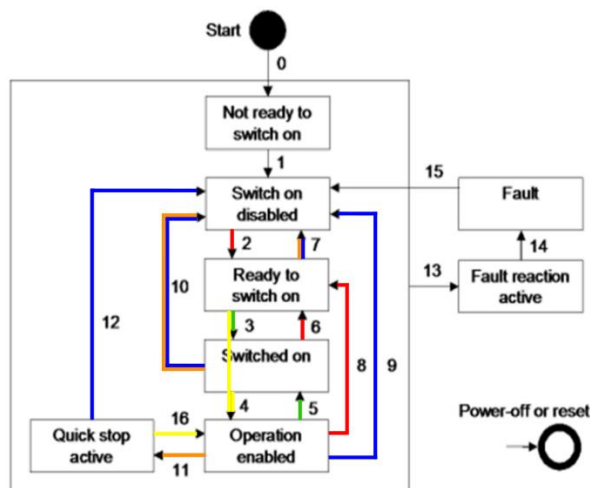 Start
0
Not ready to
switch on
1
15
Switch on
disabled
Fault
2
7
14
10
Ready to
switch on
13
Fault reaction
active
12
3
6
Switched on
8
9
4
5
Power-off or reset
16
Quick stop
active
Operation
enabled
11